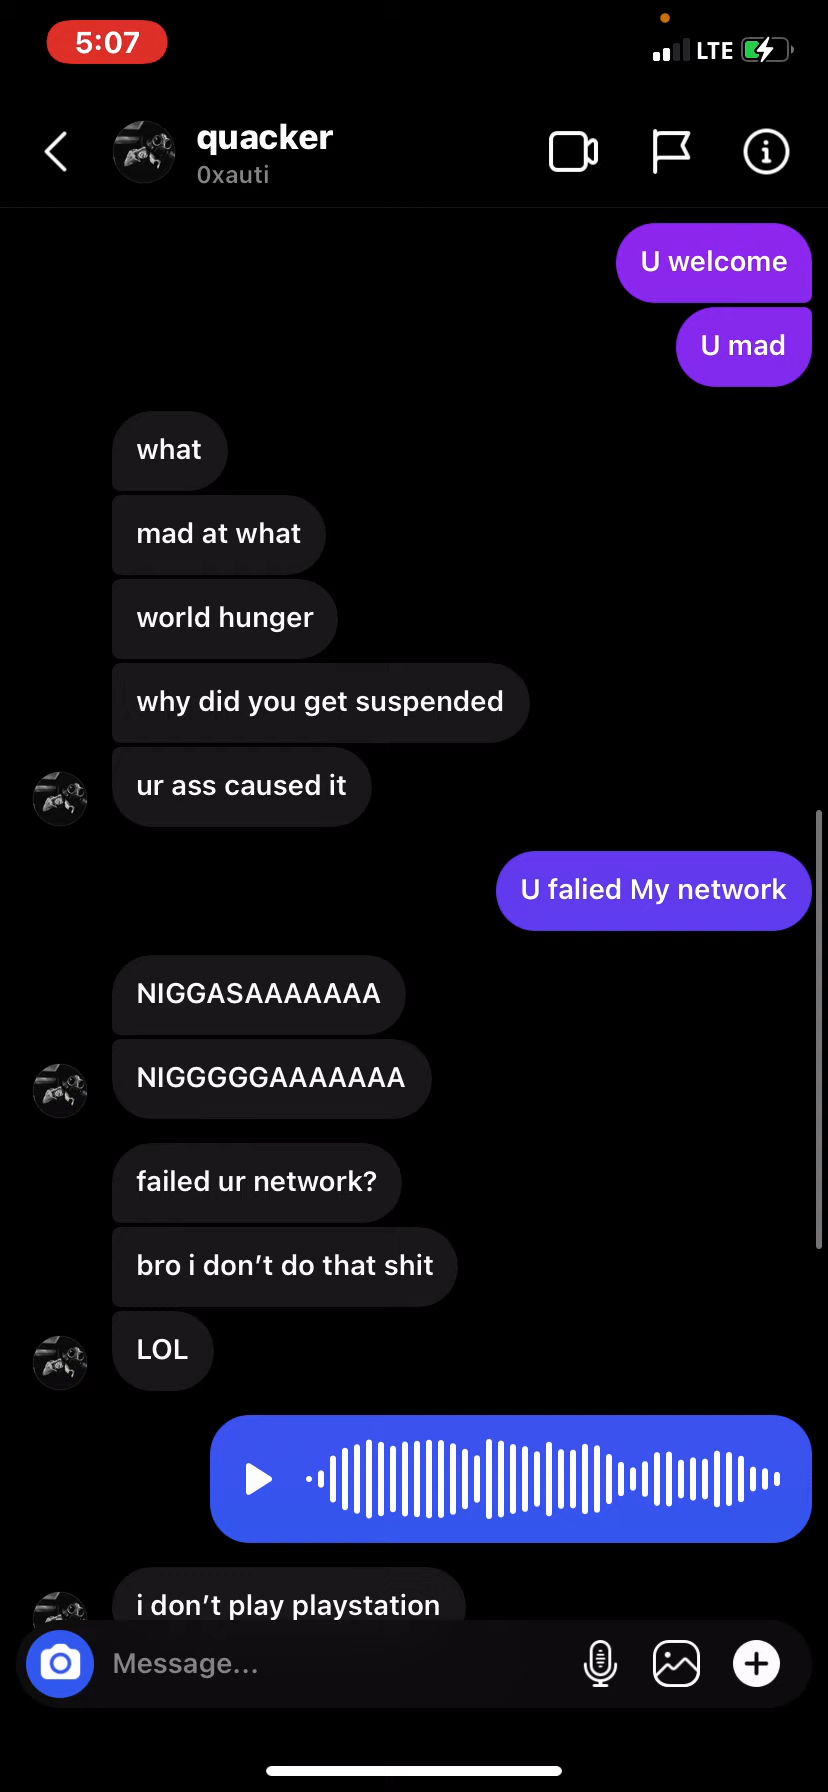 5:07
LTE
quacker
0xauti
U welcome
U mad
what
mad at what
world hunger
why did you get suspended
ur ass caused it
U falied My network
NIGGASAAAAAAA
NIGGGGGAAAAAAA
failed ur network?
bro i don’t do that shit
LOL
i don’t play playstation
Message...